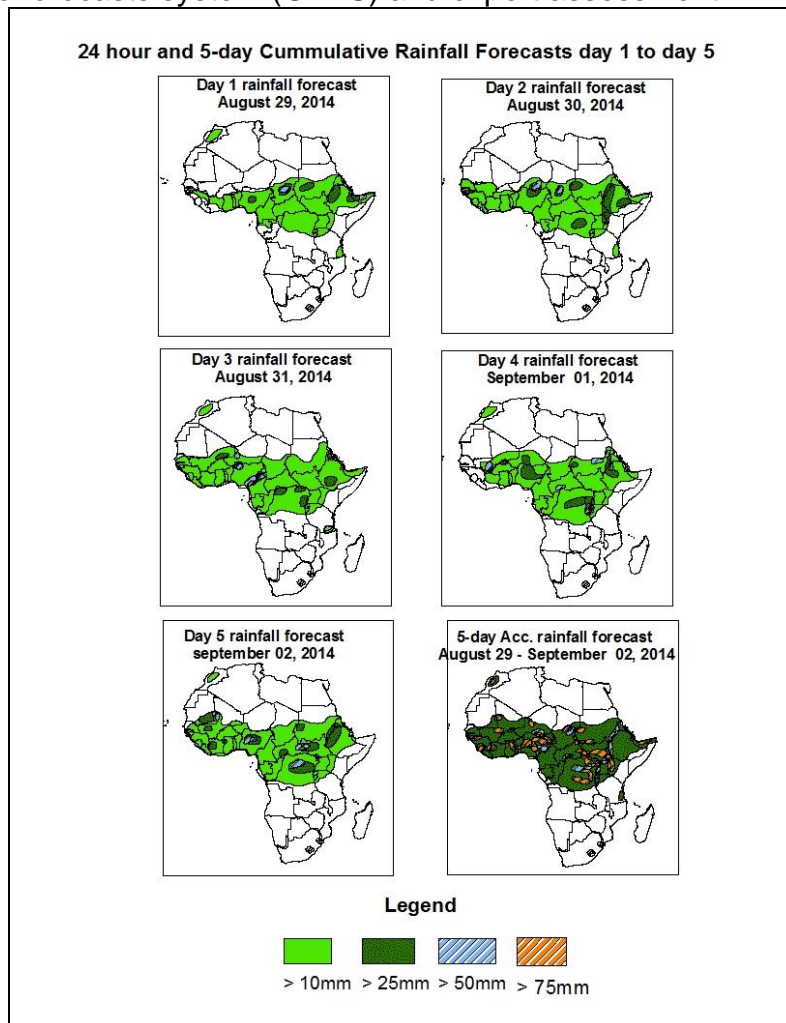 24 hour and 5-day Cummulative Rainfall Forecasts day 1 to day 5
Day 1 rainfall forecast
August 29, 2014
Day 2 rainfall forecast
August 30, 2014
Day 3 rainfall forecast
August 31, 2014
Day 4 rainfall forecast
September 01, 2014
Day 5 rainfall forecast
september 02, 2014
5-day Acc. rainfall forecast
August 29 - September 02, 2014
Legend
> 10mm > 25mm > 50mm > 75mm